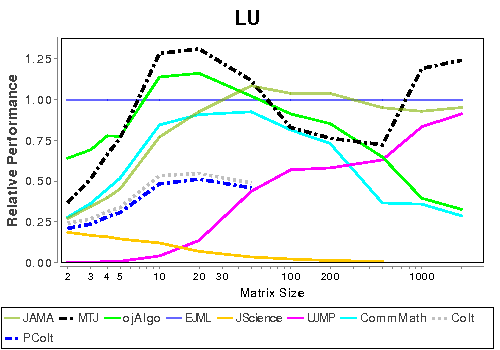 LU
Relative Performance
1.25
1.00
0.75
0.50
0.25
0.00
2 3 4 5 10 20 30 100 200 1000
Matrix Size
JAMA MTJ ojAlgo EJML JScience UJMP CommMath Colt
PColt